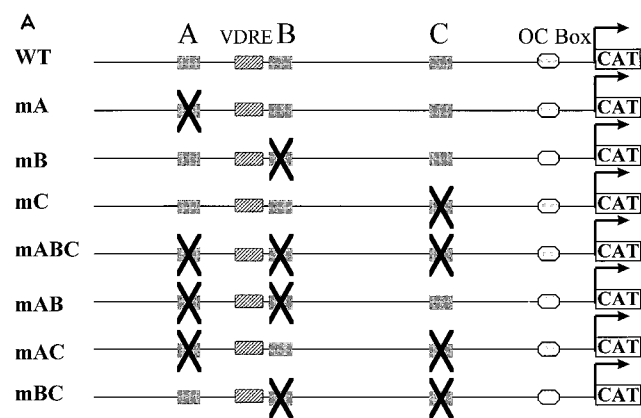 A
A VDRE B C OC Box
WT CAT
mA CAT
mB CAT
mC CAT
mABC CAT
mAB CAT
mAC CAT
mBC CAT